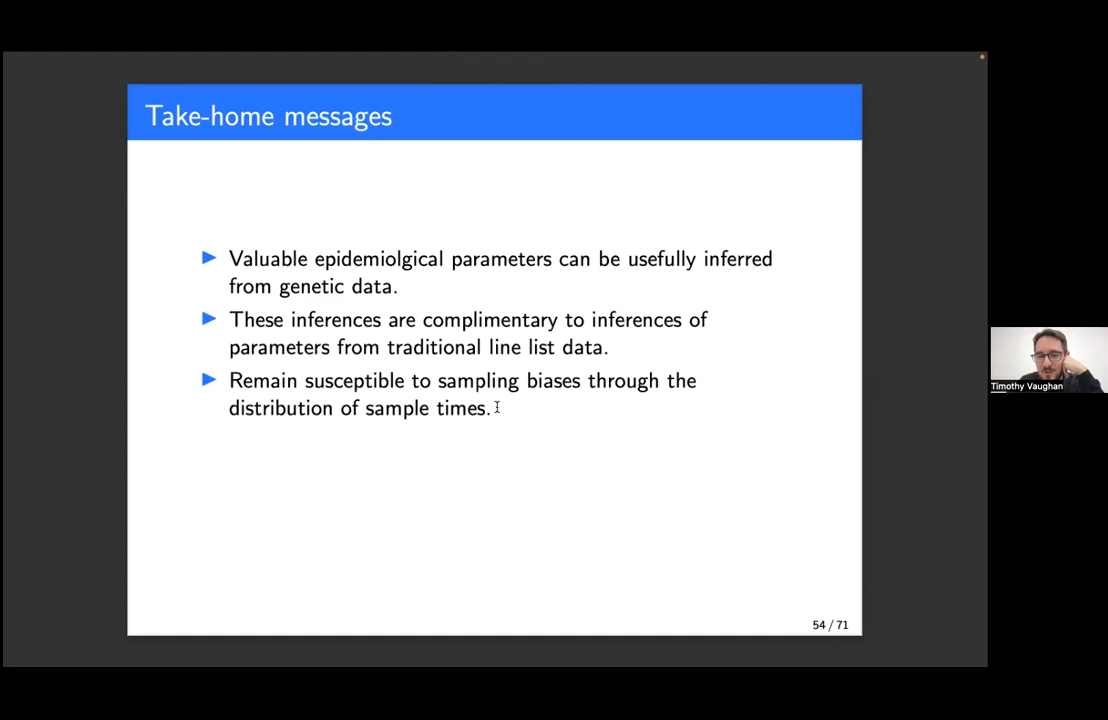 Take-home messages
Valuable epidemiolgical parameters can be usefully inferred
from genetic data.
These inferences are complimentary to inferences of
parameters from traditional line list data.
Remain susceptible to sampling biases through the
distribution of sample times.
Timothy Vaughan
54 / 71